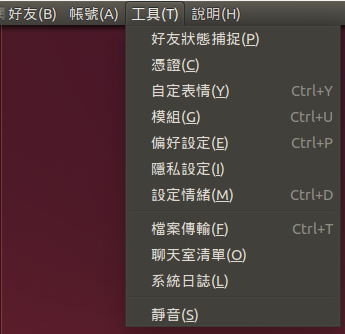 好友(B) 帳號(A) 工具(T) 說明(H)
好友狀態捕捉(P)
憑證(C)
自定表情(Y) Ctrl+Y
模組(G) Ctrl+U
偏好設定(E) Ctrl+P
隱私設定(I)
設定情緒(M) Ctrl+D
檔案傳輸(F) Ctrl+T
聊天室清單(O)
系統日誌(L)
靜音(S)